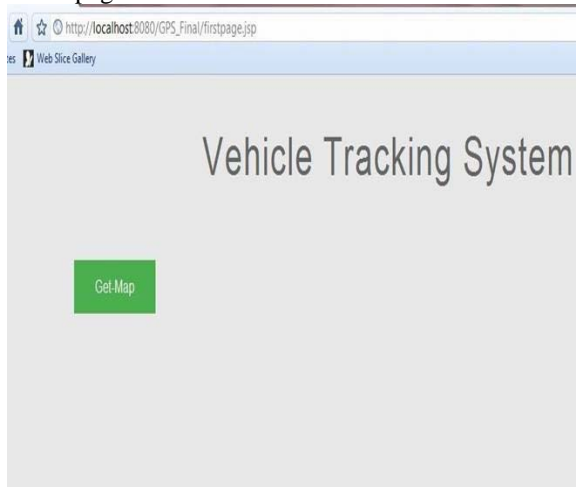 http://localhost:8080/GPS_Final/firstpage.jsp
Web Slice Gallery
Vehicle Tracking System
Get-Map